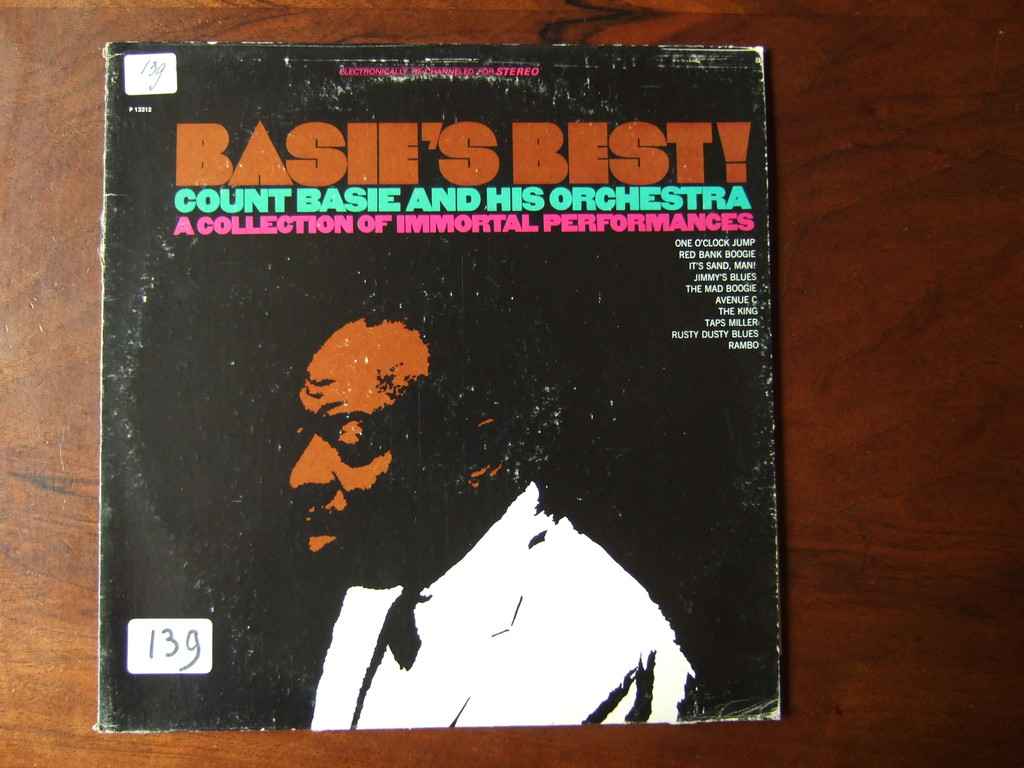 139
ELECTRONICALLY RE-CHANNELED FOR STEREO
P 13312
BASIE'S BEST!
COUNT BASIE AND HIS ORCHESTRA
A COLLECTION OF IMMORTAL PERFORMANCES
ONE O'CLOCK JUMP
RED BANK BOOGIE
IT'S SAND, MAN!
JIMMY'S BLUES
THE MAD BOOGIE
AVENUE C
THE KING
TAPS MILLER
RUSTY DUSTY BLUES
RAMBO
139